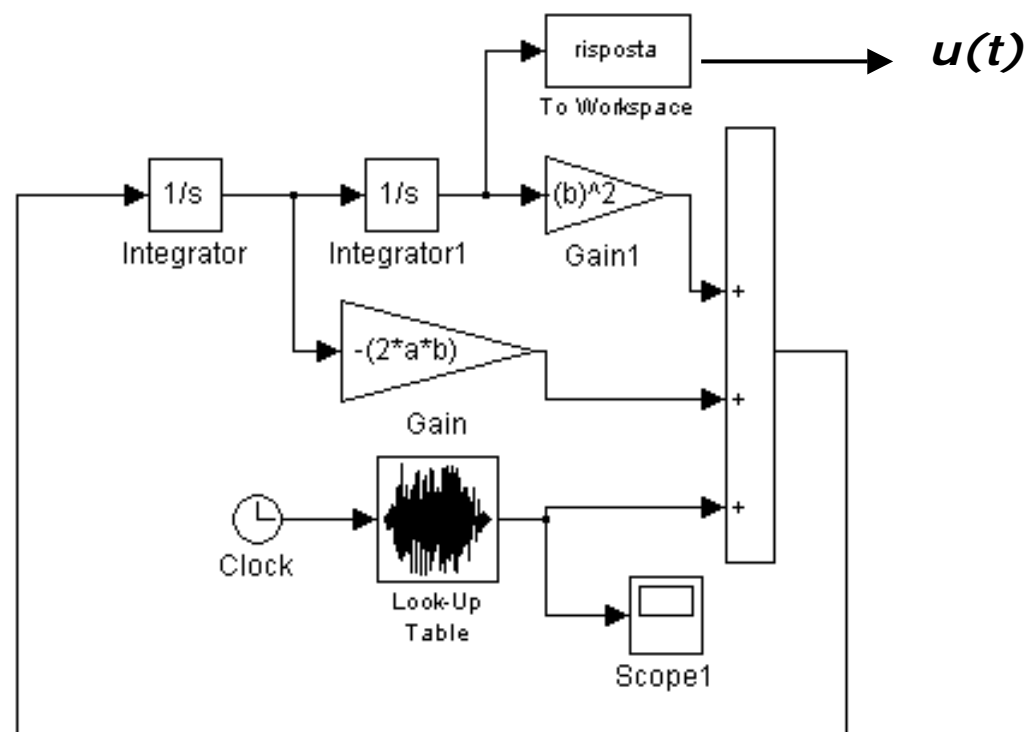 risposta
u(t)
To Workspace
1/s
1/s
-(b)^2
Integrator
Integrator1
Gain1
+
-(2*a*b)
+
Gain
+
Clock
Look-Up
Table
Scope1